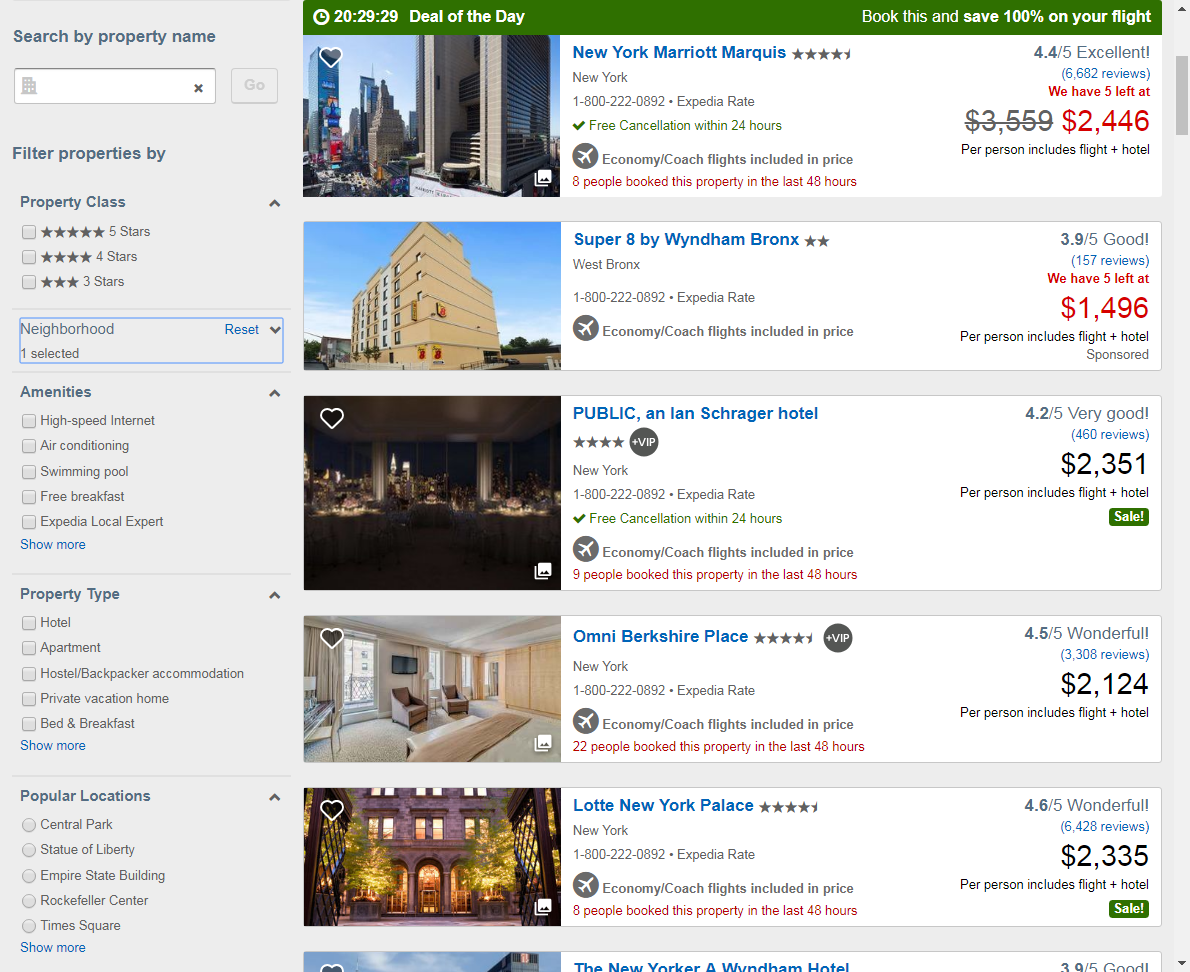 Search by property name
Go
Filter properties by
Property Class
5 Stars
4 Stars
3 Stars
Neighborhood Reset
1 selected
Amenities
High-speed Internet
Air conditioning
Swimming pool
Free breakfast
Expedia Local Expert
Show more
Property Type
Hotel
Apartment
Hostel/Backpacker accommodation
Private vacation home
Bed & Breakfast
Show more
Popular Locations
Central Park
Statue of Liberty
Empire State Building
Rockefeller Center
Times Square
Show more
20:29:29 Deal of the Day Book this and save 100% on your flight
New York Marriott Marquis
New York
1-800-222-0892 • Expedia Rate
Free Cancellation within 24 hours
Economy/Coach flights included in price
8 people booked this property in the last 48 hours
4.4/5 Excellent!
(6,682 reviews)
We have 5 left at
$3,559 $2,446
Per person includes flight + hotel
Super 8 by Wyndham Bronx
West Bronx
1-800-222-0892 • Expedia Rate
Economy/Coach flights included in price
3.9/5 Good!
(157 reviews)
We have 5 left at
$1,496
Per person includes flight + hotel
Sponsored
PUBLIC, an Ian Schrager hotel
+VIP
New York
1-800-222-0892 • Expedia Rate
Free Cancellation within 24 hours
Economy/Coach flights included in price
9 people booked this property in the last 48 hours
4.2/5 Very good!
(460 reviews)
$2,351
Per person includes flight + hotel
Sale!
Omni Berkshire Place +VIP
New York
1-800-222-0892 • Expedia Rate
Economy/Coach flights included in price
22 people booked this property in the last 48 hours
4.5/5 Wonderful!
(3,308 reviews)
$2,124
Per person includes flight + hotel
Lotte New York Palace
New York
1-800-222-0892 • Expedia Rate
Economy/Coach flights included in price
8 people booked this property in the last 48 hours
4.6/5 Wonderful!
(6,428 reviews)
$2,335
Per person includes flight + hotel
Sale!
The New Yorker A Wyndham Hotel
3.9/5 Good!